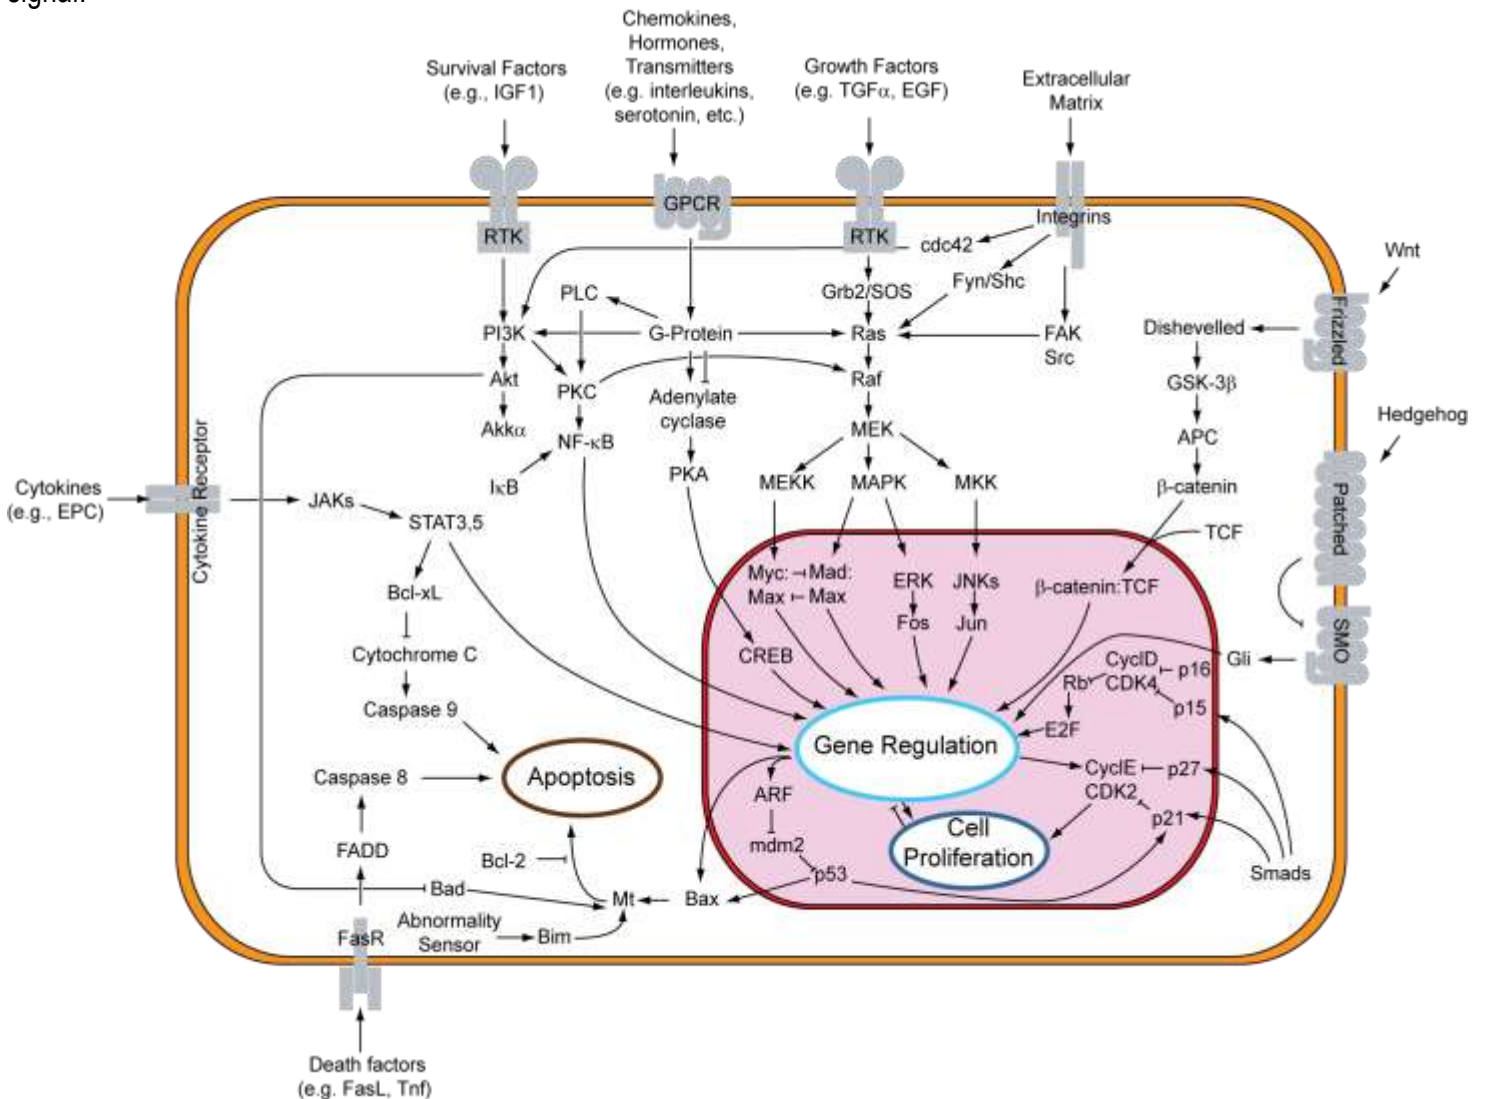 signal.
Chemokines,
Hormones,
Transmitters
(e.g. interleukins,
serotonin, etc.)
Survival Factors
(e.g., IGF1)
Growth Factors
(e.g. TGFα, EGF)
Extracellular
Matrix
GPCR
RTK
RTK
Integrins
cdc42
Wnt
Frizzled
PLC
Grb2/SOS
Fyn/Shc
PI3K
G-Protein
Ras
FAK
Src
Dishevelled
Akt
PKC
Adenylate
cyclase
Raf
GSK-3β
Hedgehog
Akkα
NF-κB
MEK
APC
Cytokine Receptor
PKA
MEKK
MAPK
MKK
β-catenin
Patched
Cytokines
(e.g., EPC)
JAKs
IκB
STAT3,5
TCF
Bcl-xL
Myc:
Mad:
Max
Max
ERK
JNKs
β-catenin:TCF
Fos
Jun
SMO
Cytochrome C
CREB
CyclD
CDK4
p16
Gli
Rb
p15
Caspase 9
E2F
Gene Regulation
Caspase 8
Apoptosis
ARF
CyclE
CDK2
p27
p21
FADD
Bcl-2
mdm2
Cell
Proliferation
p53
Smads
Bad
Mt
Bax
Abnormality
Sensor
Bim
FasR
Death factors
(e.g. FasL, Tnf)